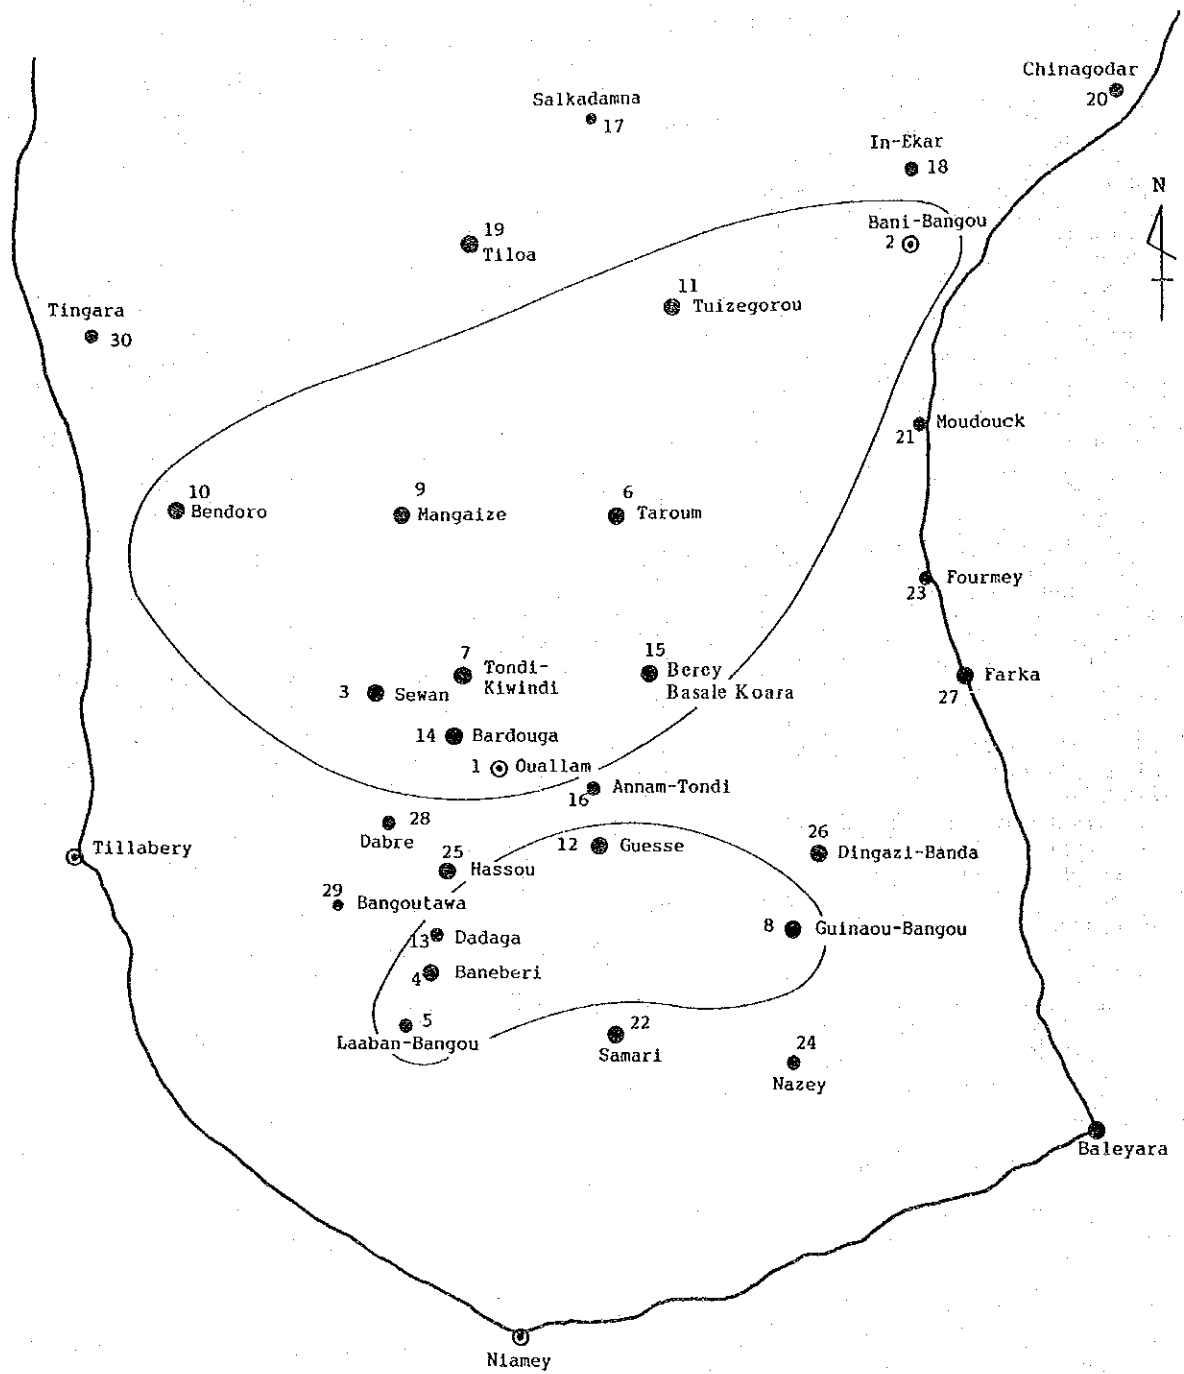 Chinagodar
20
Salkadamna
17
In-Ekar
18
N
Bani-Bangou
2
19
Tiloa
11
Tuizegorou
Tingara
30
21
Moudouck
10
Bendoro
9
Mangaize
6
Taroum
Fourmey
23
7
Tondi-
Kiwindi
15
Berey
Basale Koara
3
Sewan
Farka
27
14
Bardouga
1
Ouallam
16
Annam-Tondi
28
Dabre
Tillabery
25
Hassou
12
Guesse
26
Dingazi-Banda
29
Bangoutawa
13
Dadaga
8
Guinaou-Bangou
4
Baneberi
5
Laaban-Bangou
22
Samari
24
Nazey
Baleyara
Niamey